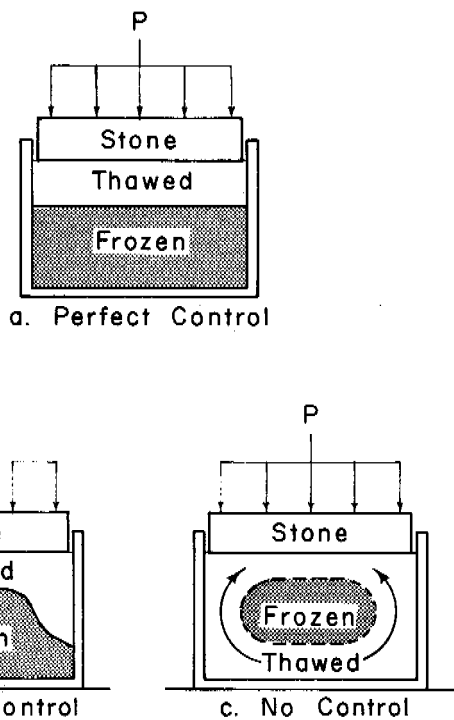 P
Stone
Thawed
Frozen
a. Perfect Control
P
Stone
Frozen
Thawed
c. No Control